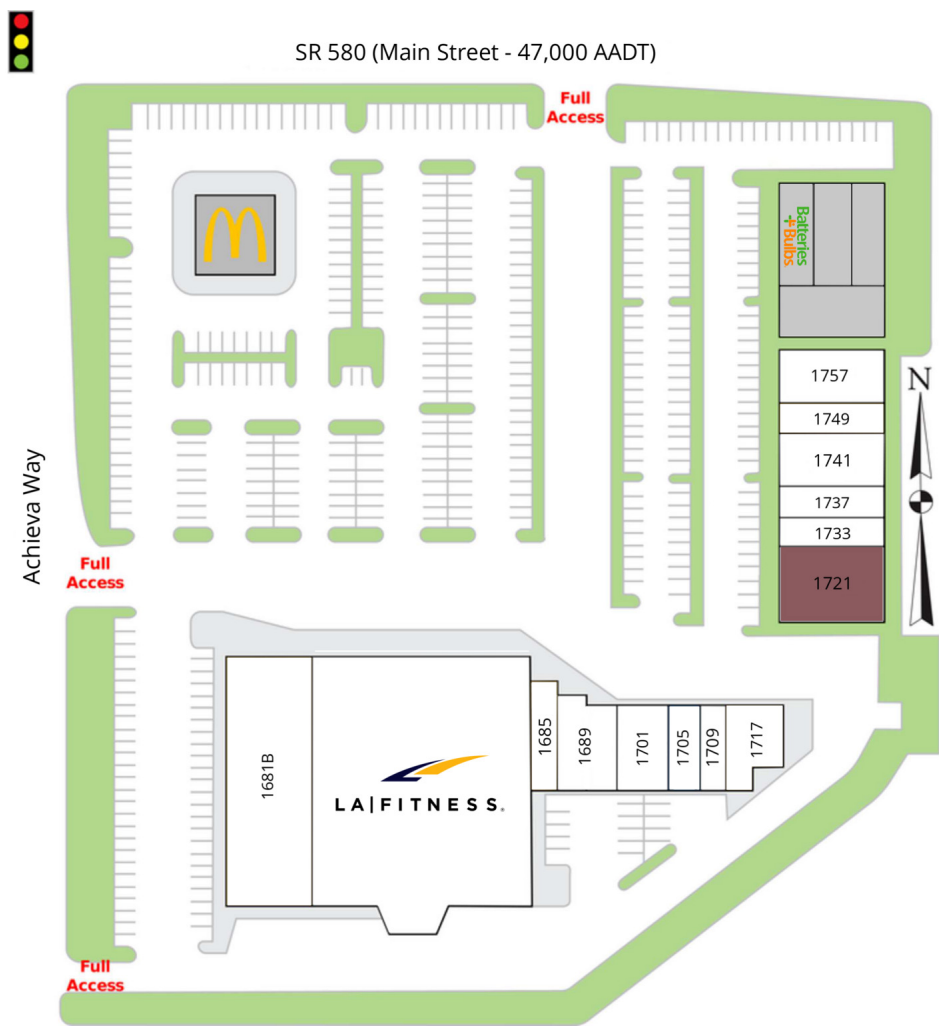 SR 580 (Main Street - 47,000 AADT)
Full
Access
Batteries
+Bulbs
N
1757
1749
1741
1737
1733
1721
Achieva Way
Full
Access
1681B
LA|FITNESS®
1685
1689
1701
1705
1709
1717
Full
Access